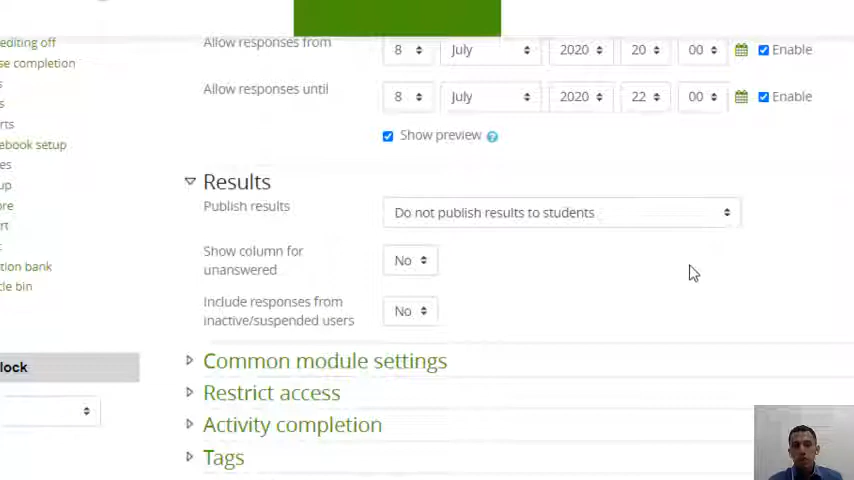 editing off
se completion
s
s
rts
ebook setup
es
up
ore
rt
tion bank
cle bin
lock
Allow responses from 8 July 2020 20 00 Enable
Allow responses until 8 July 2020 22 00 Enable
Show preview ?
Results
Publish results Do not publish results to students
Show column for
unanswered No
Include responses from
inactive/suspended users No
Common module settings
Restrict access
Activity completion
Tags